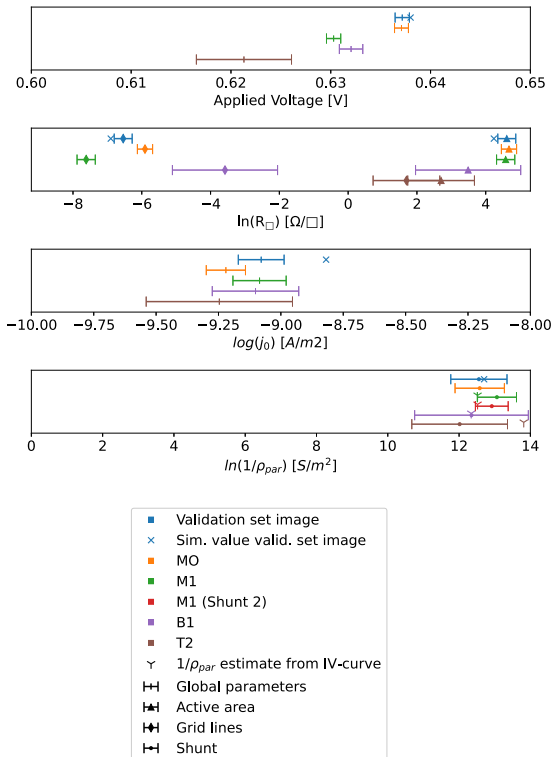 0.60 0.61 0.62 0.63 0.64 0.65
Applied Voltage [V]
−8 −6 −4 −2 0 2 4
ln(R□) [Ω/□]
−10.00 −9.75 −9.50 −9.25 −9.00 −8.75 −8.50 −8.25 −8.00
log(j₀) [A/m2]
0 2 4 6 8 10 12 14
ln(1/ρ_par) [S/m²]
Validation set image
Sim. value valid. set image
MO
M1
M1 (Shunt 2)
B1
T2
1/ρ_par estimate from IV-curve
Global parameters
Active area
Grid lines
Shunt